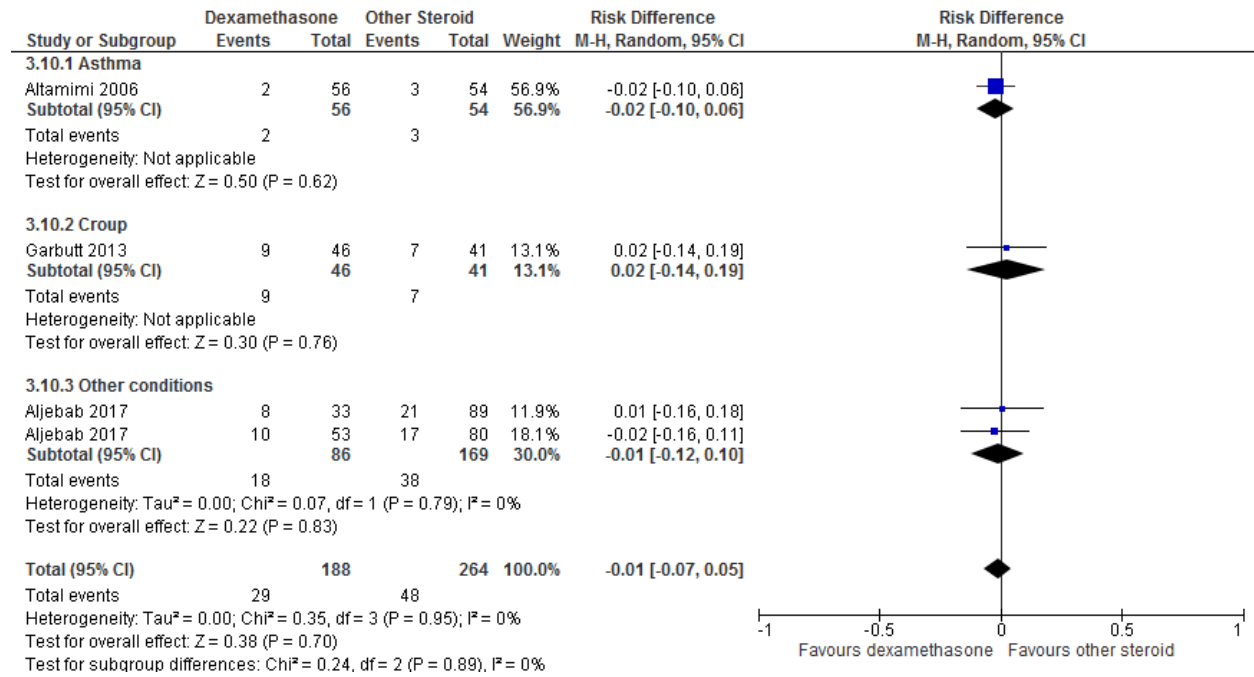 Dexamethasone Other Steroid Risk Difference Risk Difference
Study or Subgroup Events Total Events Total Weight M-H, Random, 95% CI M-H, Random, 95% CI
3.10.1 Asthma
Altamimi 2006 2 56 3 54 56.9% -0.02 [-0.10, 0.06]
Subtotal (95% CI) 56 54 56.9% -0.02 [-0.10, 0.06]
Total events 2 3
Heterogeneity: Not applicable
Test for overall effect: Z = 0.50 (P = 0.62)
3.10.2 Croup
Garbutt 2013 9 46 7 41 13.1% 0.02 [-0.14, 0.19]
Subtotal (95% CI) 46 41 13.1% 0.02 [-0.14, 0.19]
Total events 9 7
Heterogeneity: Not applicable
Test for overall effect: Z = 0.30 (P = 0.76)
3.10.3 Other conditions
Aljebab 2017 8 33 21 89 11.9% 0.01 [-0.16, 0.18]
Aljebab 2017 10 53 17 80 18.1% -0.02 [-0.16, 0.11]
Subtotal (95% CI) 86 169 30.0% -0.01 [-0.12, 0.10]
Total events 18 38
Heterogeneity: Tau² = 0.00; Chi² = 0.07, df = 1 (P = 0.79); I² = 0%
Test for overall effect: Z = 0.22 (P = 0.83)
Total (95% CI) 188 264 100.0% -0.01 [-0.07, 0.05]
Total events 29 48
Heterogeneity: Tau² = 0.00; Chi² = 0.35, df = 3 (P = 0.95); I² = 0%
Test for overall effect: Z = 0.38 (P = 0.70)
Test for subgroup differences: Chi² = 0.24, df = 2 (P = 0.89), I² = 0%
-1 -0.5 0 0.5 1
Favours dexamethasone Favours other steroid